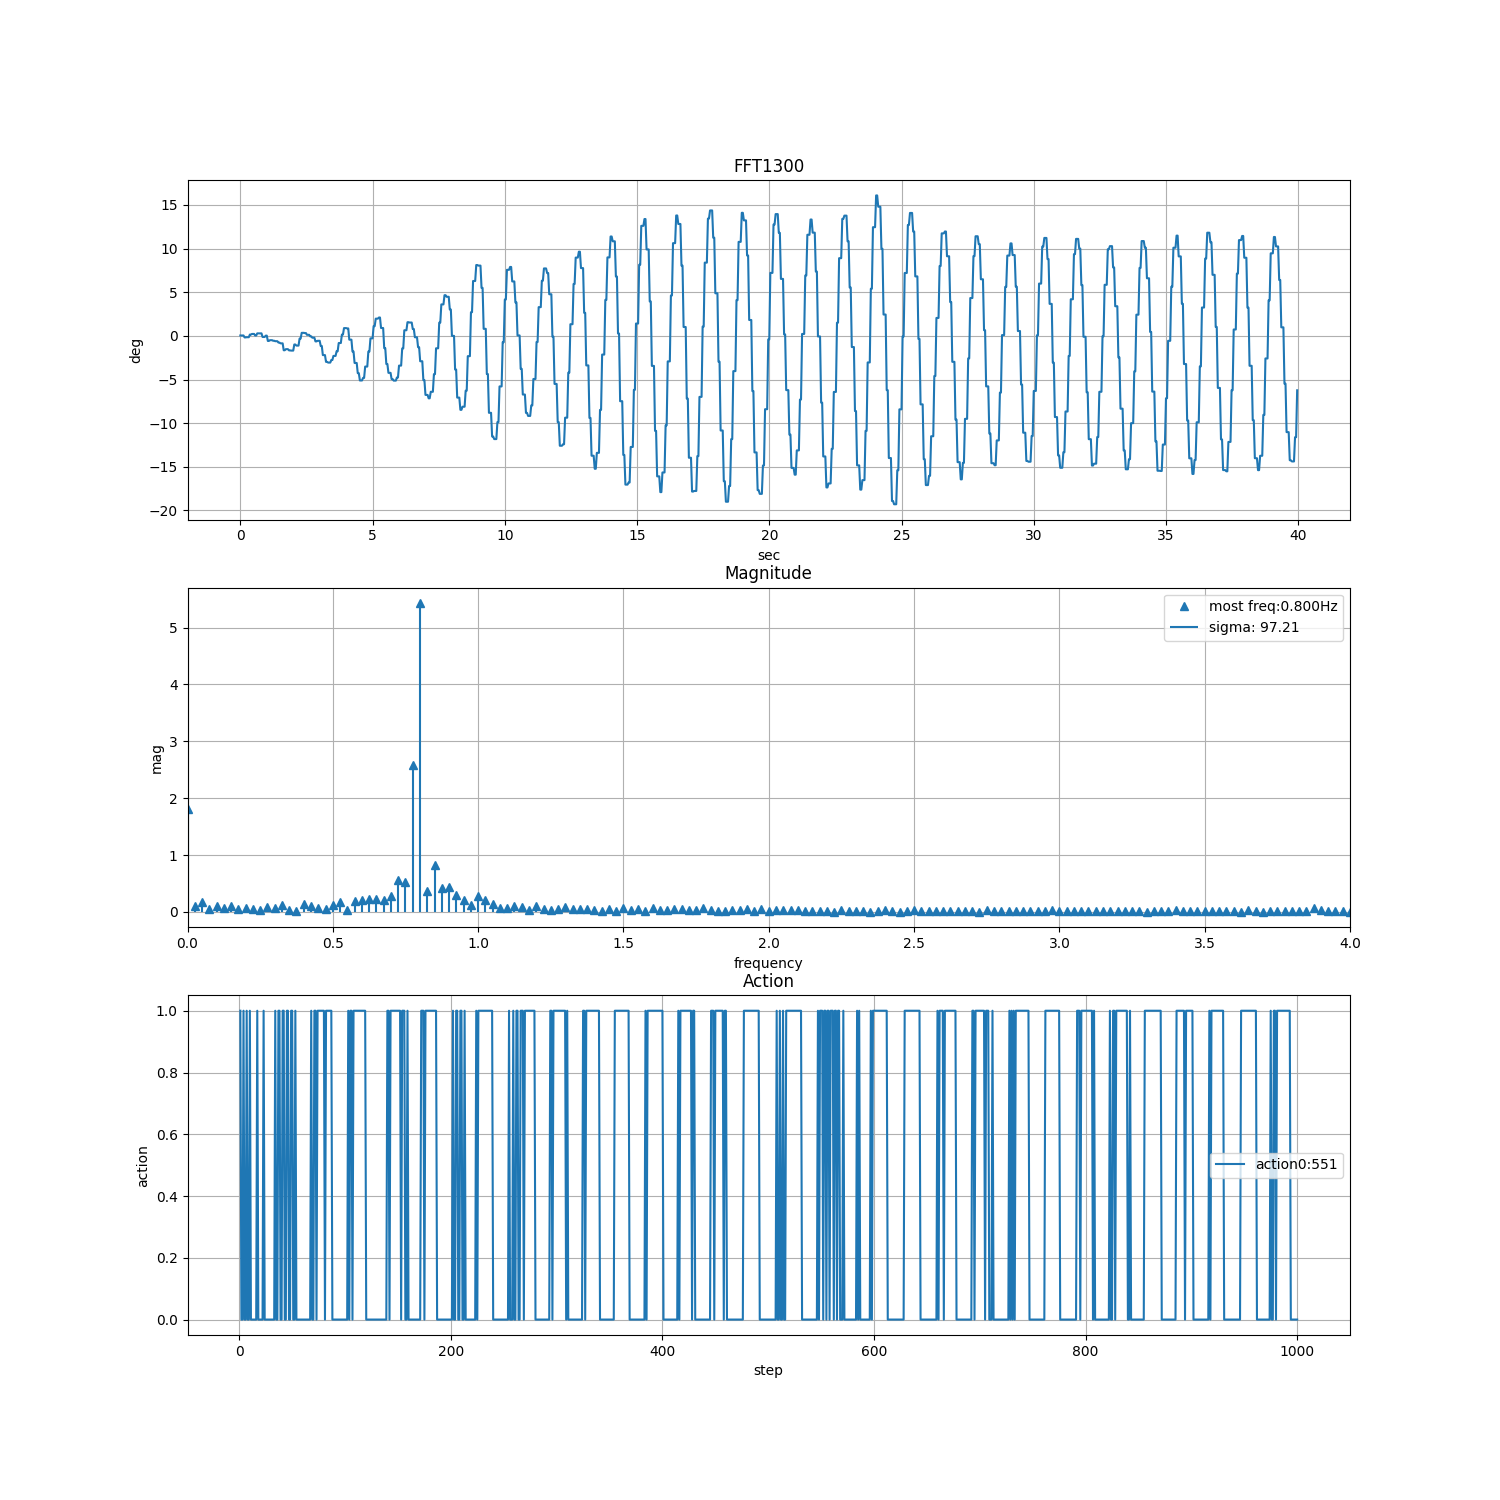 FFT1300
15
10
5
0
−5
−10
−15
−20
deg
0 5 10 15 20 25 30 35 40
sec
Magnitude
most freq:0.800Hz
sigma: 97.21
5
4
3
2
1
0
mag
0.0 0.5 1.0 1.5 2.0 2.5 3.0 3.5 4.0
frequency
Action
1.0
0.8
0.6
0.4
0.2
0.0
action
action0:551
0 200 400 600 800 1000
step